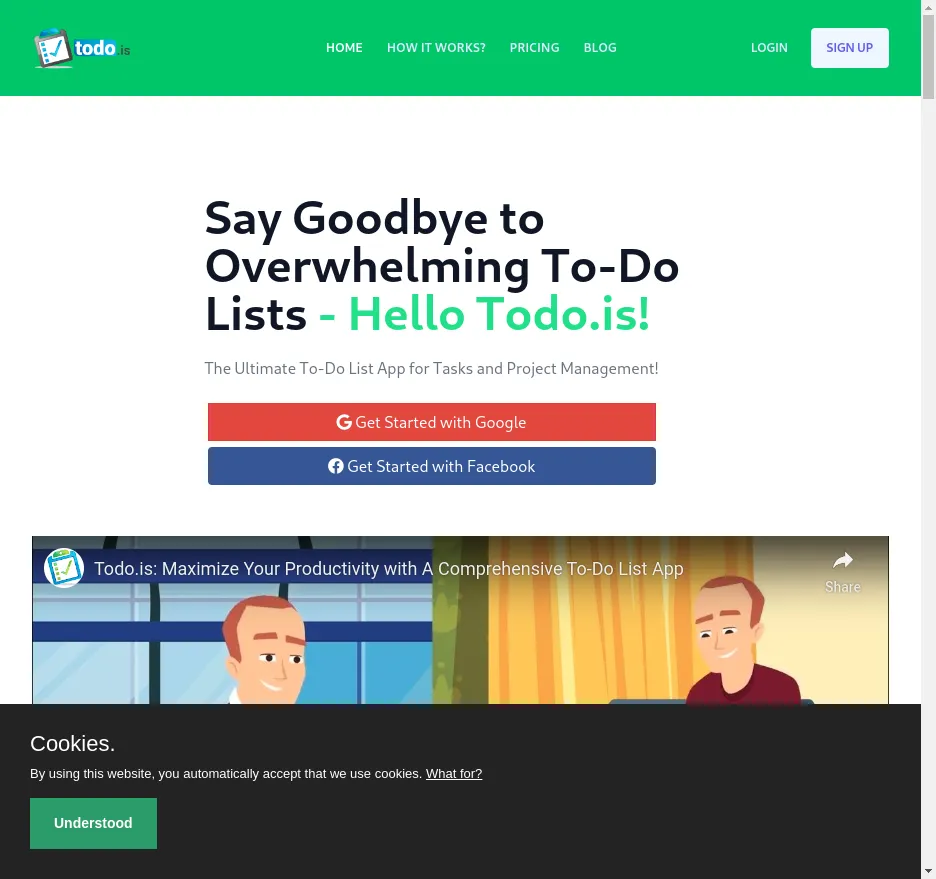 todo.is
HOME HOW IT WORKS? PRICING BLOG LOGIN SIGN UP
Say Goodbye to
Overwhelming To-Do
Lists - Hello Todo.is!
The Ultimate To-Do List App for Tasks and Project Management!
Get Started with Google
Get Started with Facebook
Todo.is: Maximize Your Productivity with A Comprehensive To-Do List App
Share
Cookies.
By using this website, you automatically accept that we use cookies. What for?
Understood